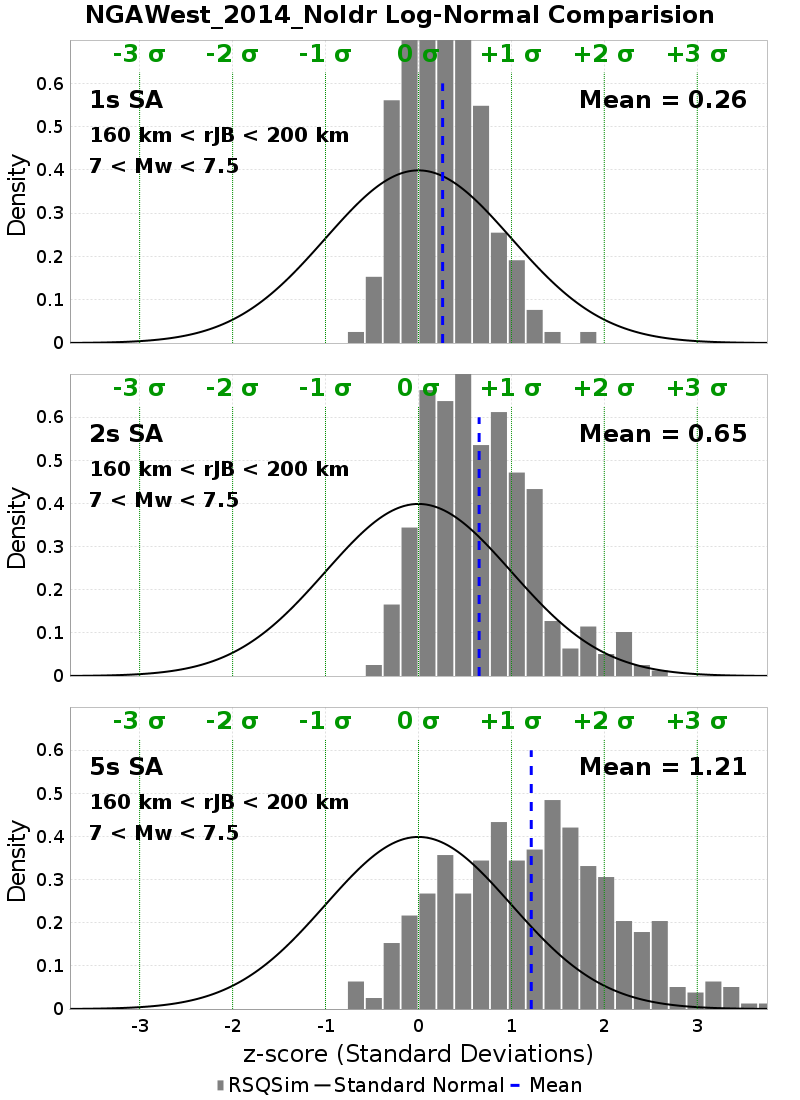 NGAWest_2014_NoIdr Log-Normal Comparision
-3 σ -2 σ -1 σ 0 σ +1 σ +2 σ +3 σ
1s SA Mean = 0.26
160 km < rJB < 200 km
7 < Mw < 7.5
Density
0.6
0.5
0.4
0.3
0.2
0.1
0
-3 σ -2 σ -1 σ 0 σ +1 σ +2 σ +3 σ
2s SA Mean = 0.65
160 km < rJB < 200 km
7 < Mw < 7.5
Density
0.6
0.5
0.4
0.3
0.2
0.1
0
-3 σ -2 σ -1 σ 0 σ +1 σ +2 σ +3 σ
5s SA Mean = 1.21
160 km < rJB < 200 km
7 < Mw < 7.5
Density
0.6
0.5
0.4
0.3
0.2
0.1
0
-3 -2 -1 0 1 2 3
z-score (Standard Deviations)
RSQSim Standard Normal Mean